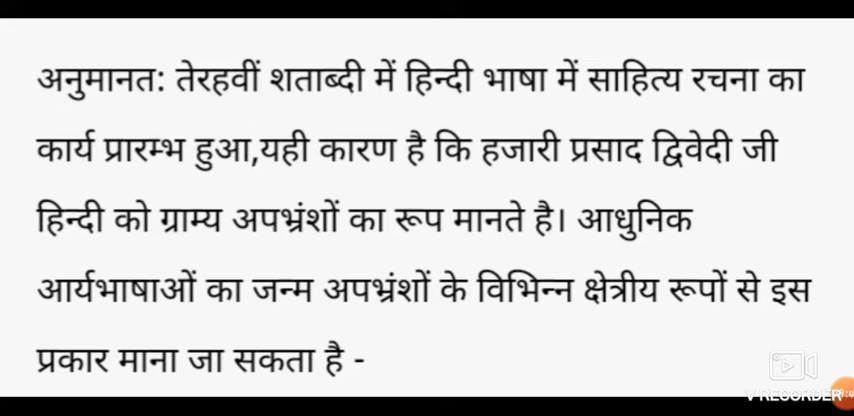 अनुमानत: तेरहवीं शताब्दी में हिन्दी भाषा में साहित्य रचना का
कार्य प्रारम्भ हुआ,यही कारण है कि हजारी प्रसाद द्विवेदी जी
हिन्दी को ग्राम्य अपभ्रंशों का रूप मानते है। आधुनिक
आर्यभाषाओं का जन्म अपभ्रंशों के विभिन्न क्षेत्रीय रूपों से इस
प्रकार माना जा सकता है -
V RECORDER